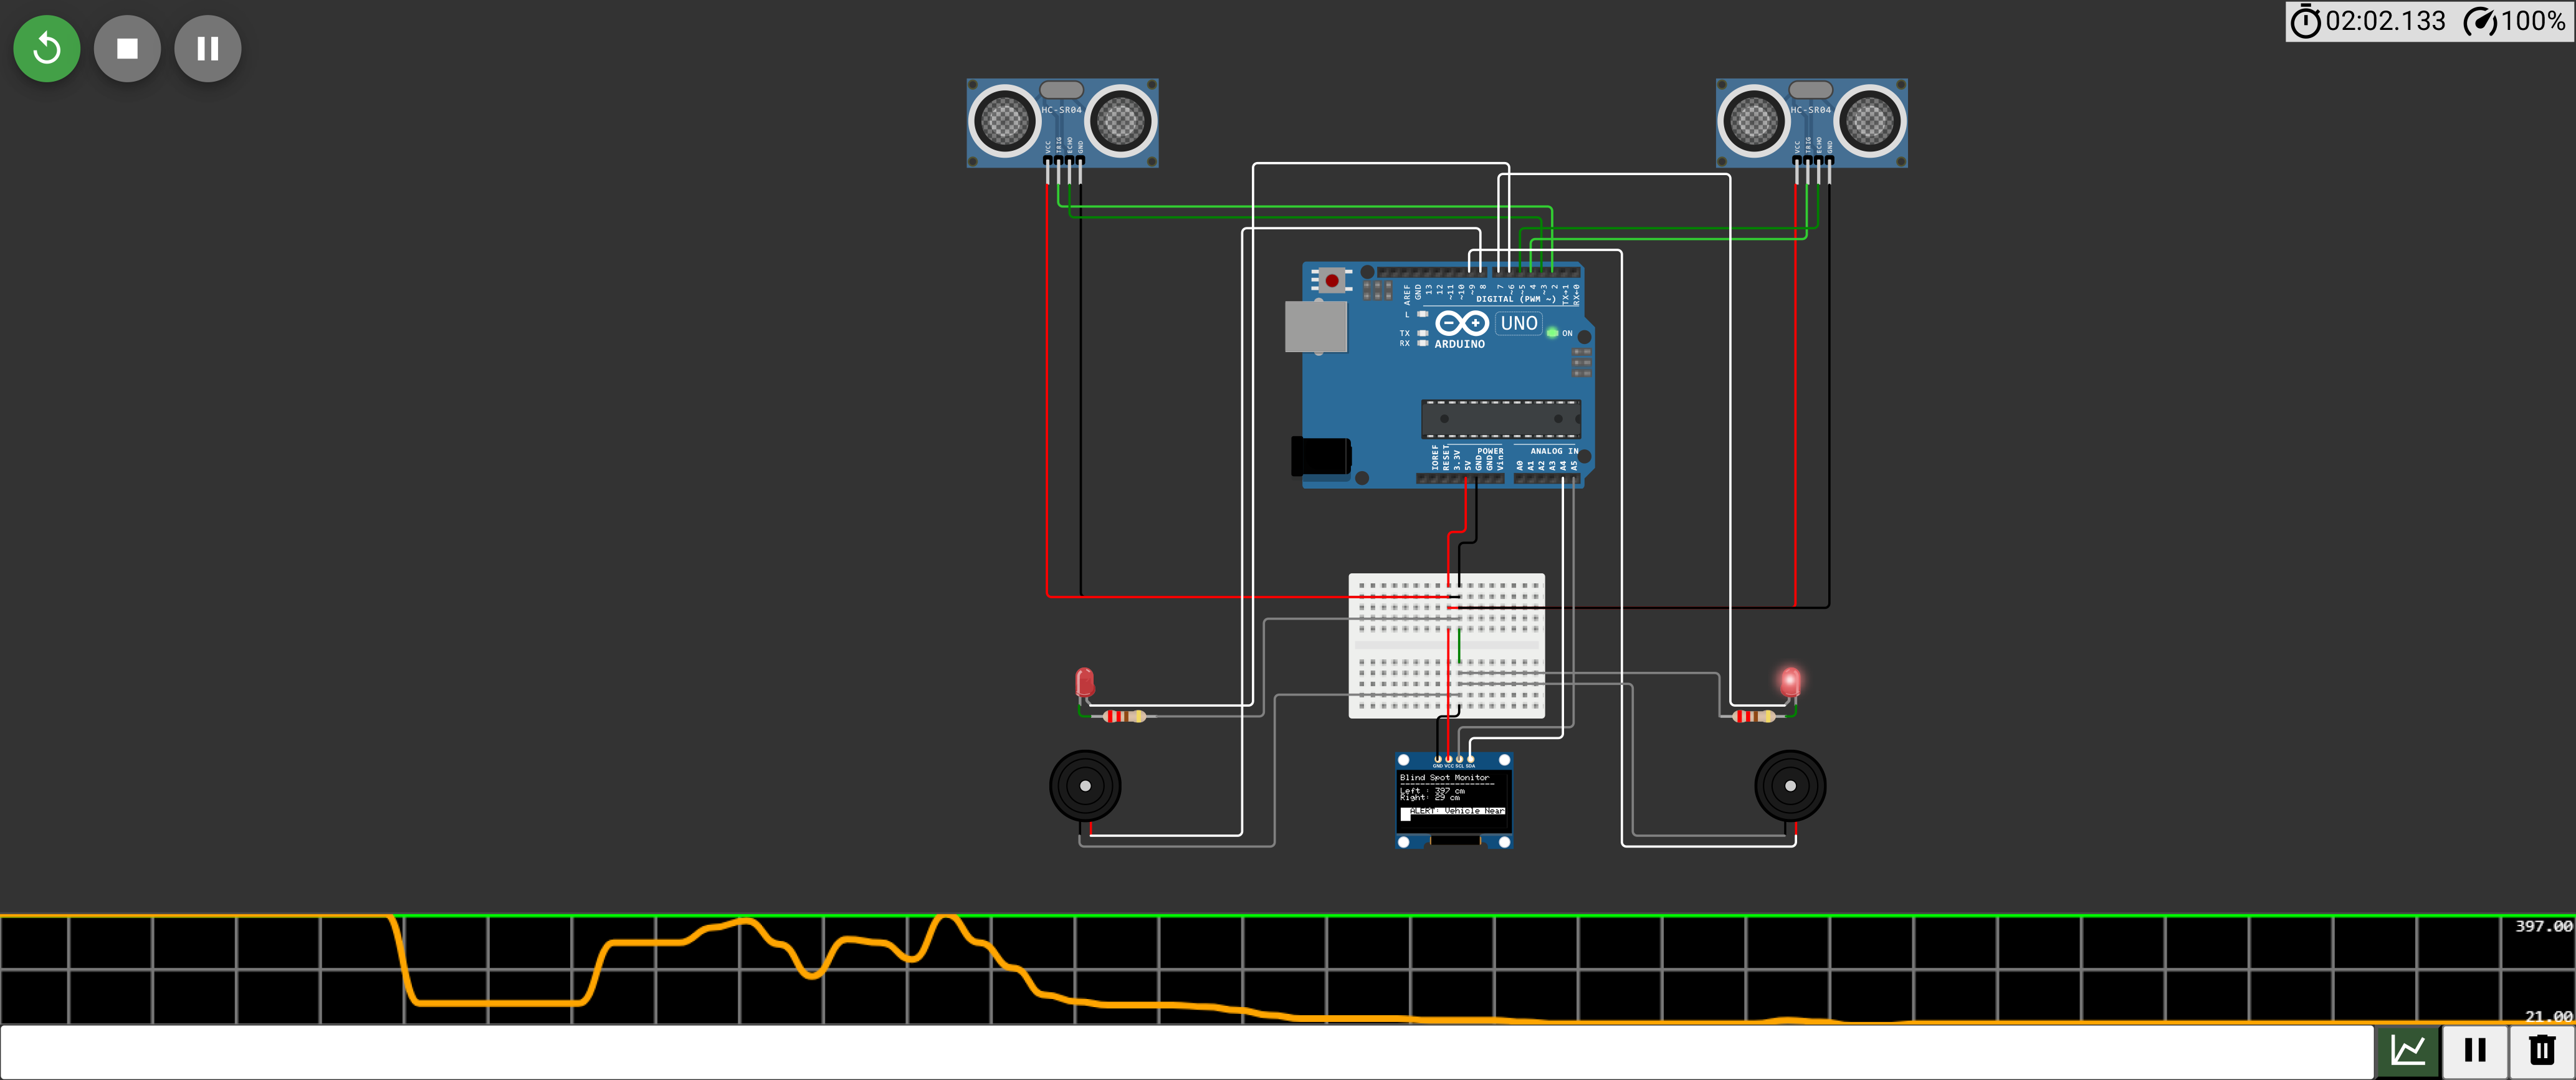 02:02.133 100%
HC-SR04
VCC TRIG ECHO GND
HC-SR04
VCC TRIG ECHO GND
AREF GND 13 12 ~11 ~10 ~9 8 7 ~6 ~5 4 ~3 2 TX→1 RX←0
DIGITAL (PWM ~)
L
UNO
TX ON
RX ARDUINO
POWER ANALOG IN
IOREF RESET 3.3V 5V GND GND Vin A0 A1 A2 A3 A4 A5
GND VCC SCL SDA
Blind Spot Monitor
--------------------
Left : 397 cm
Right: 29 cm
ALERT: Vehicle Near
397.00
21.00